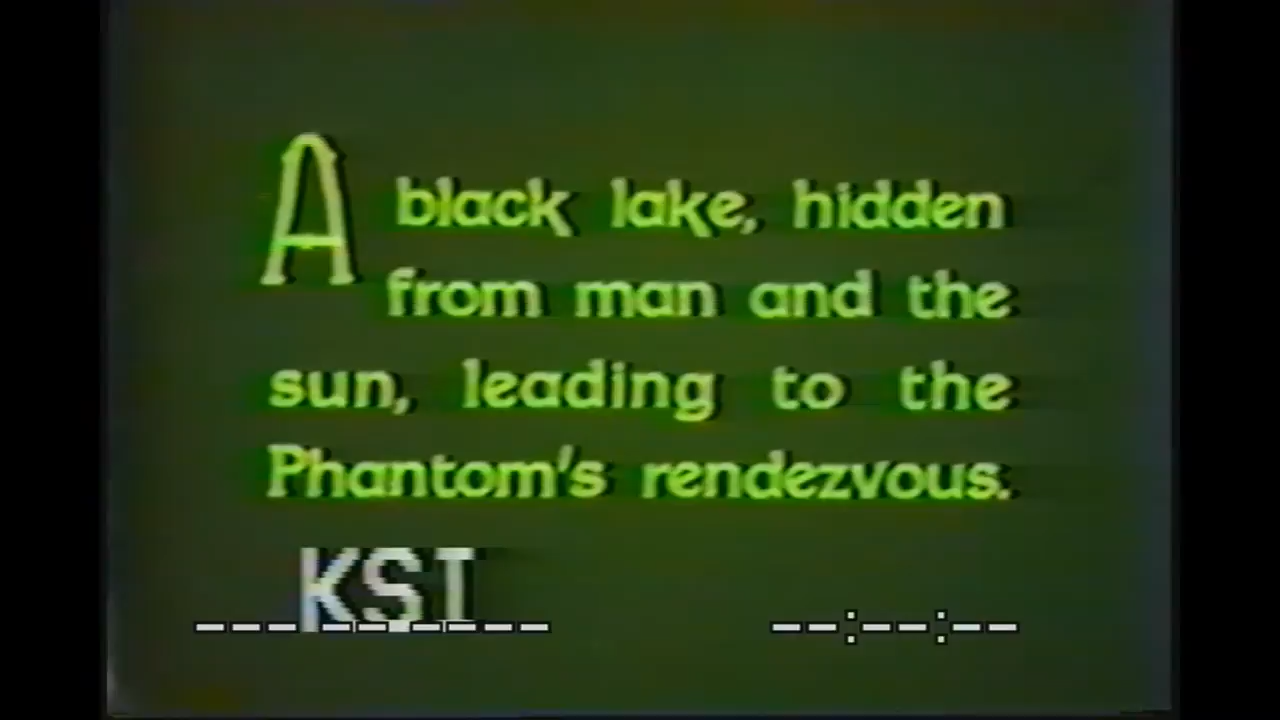 A black lake, hidden
from man and the
sun, leading to the
Phantom's rendezvous.
KSI
--- -- ---- --:--:--